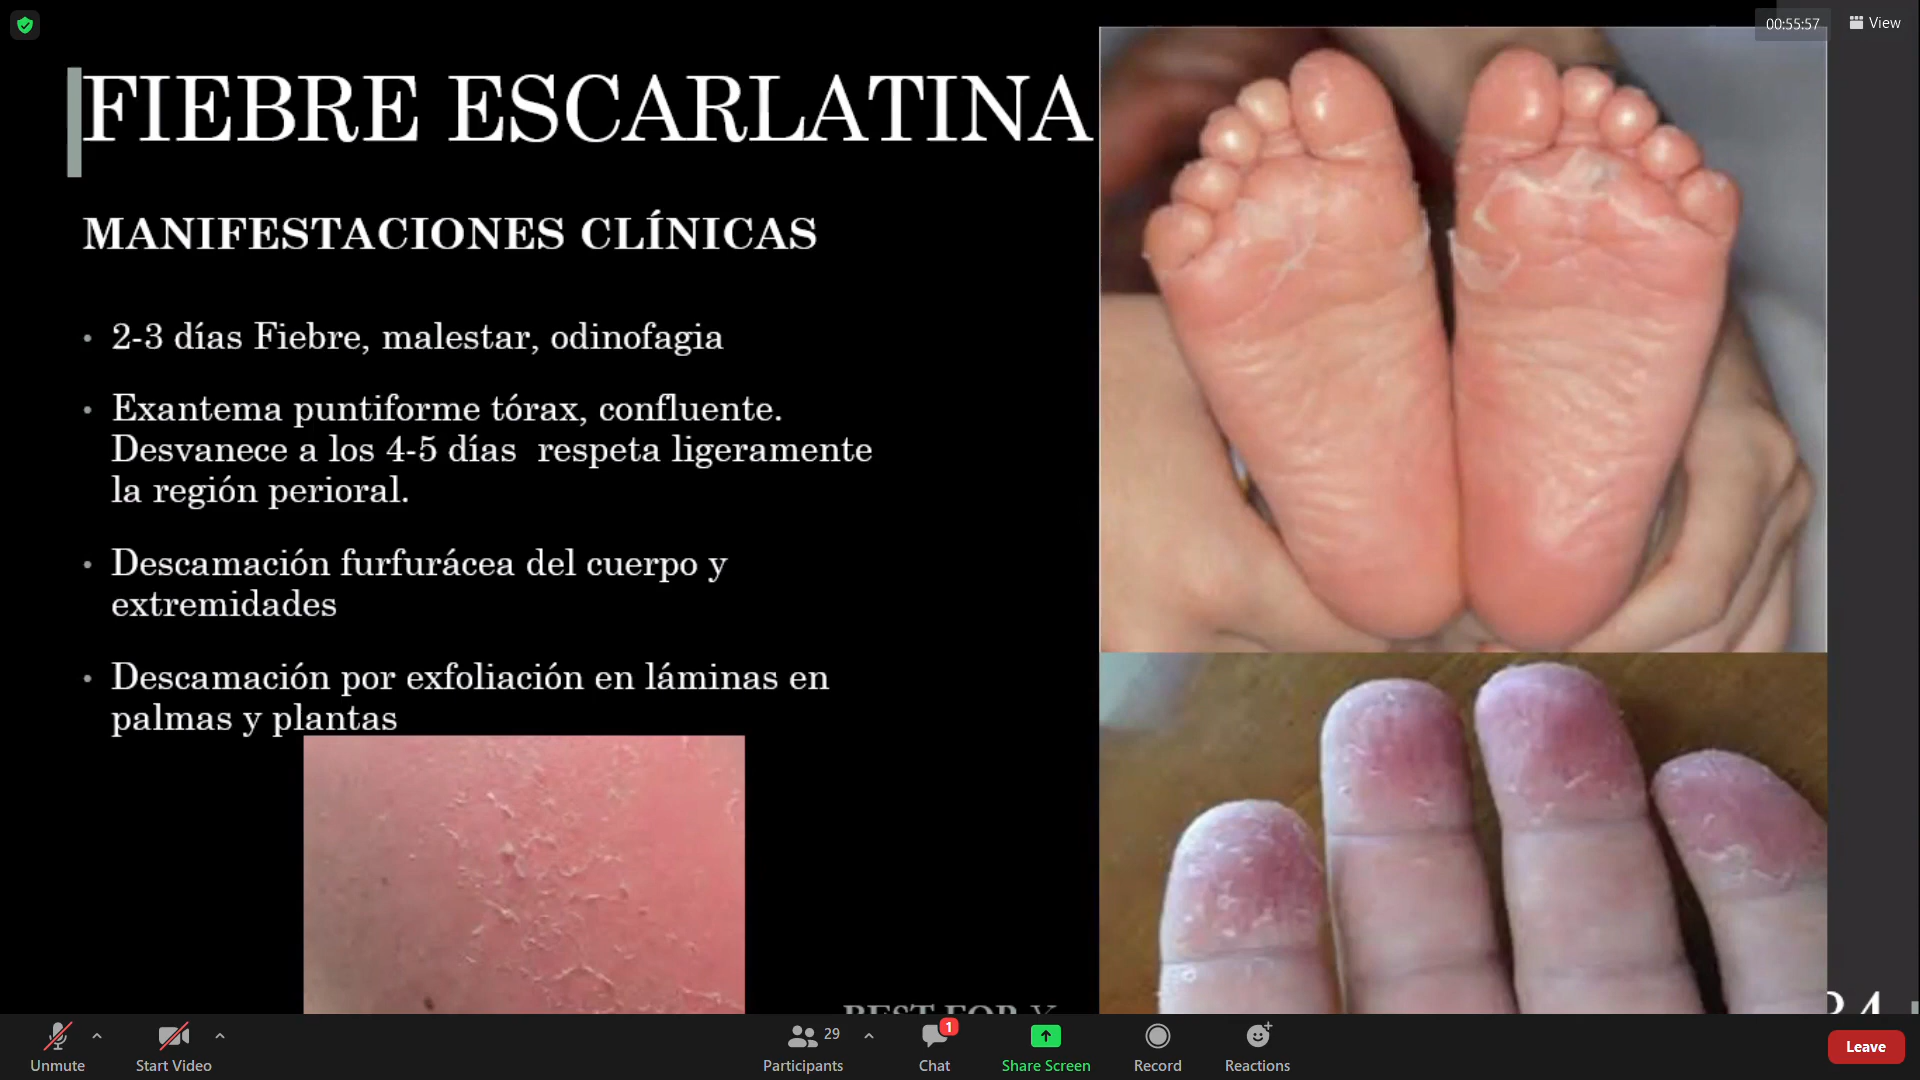 00:55:57
View
FIEBRE ESCARLATINA
MANIFESTACIONES CLÍNICAS
• 2-3 días Fiebre, malestar, odinofagia
• Exantema puntiforme tórax, confluente.
Desvanece a los 4-5 días respeta ligeramente
la región perioral.
• Descamación furfurácea del cuerpo y
extremidades
• Descamación por exfoliación en láminas en
palmas y plantas
BEST FOR Y
Unmute
Start Video
29
Participants
1
Chat
Share Screen
Record
Reactions
Leave